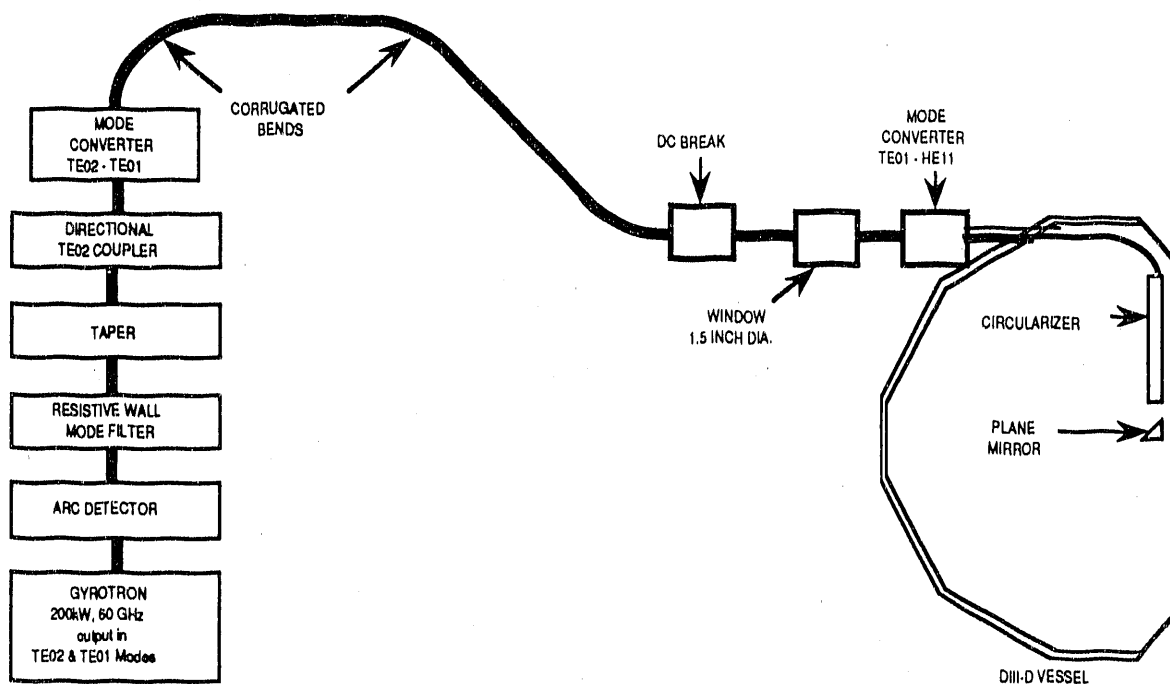 CORRUGATED
BENDS
MODE
CONVERTER
TE02 - TE01
DIRECTIONAL
TE02 COUPLER
TAPER
RESISTIVE WALL
MODE FILTER
ARC DETECTOR
GYROTRON
200kW, 60 GHz
output in
TE02 & TE01 Modes
DC BREAK
MODE
CONVERTER
TE01 - HE11
WINDOW
1.5 INCH DIA.
CIRCULARIZER
PLANE
MIRROR
DIII-D VESSEL